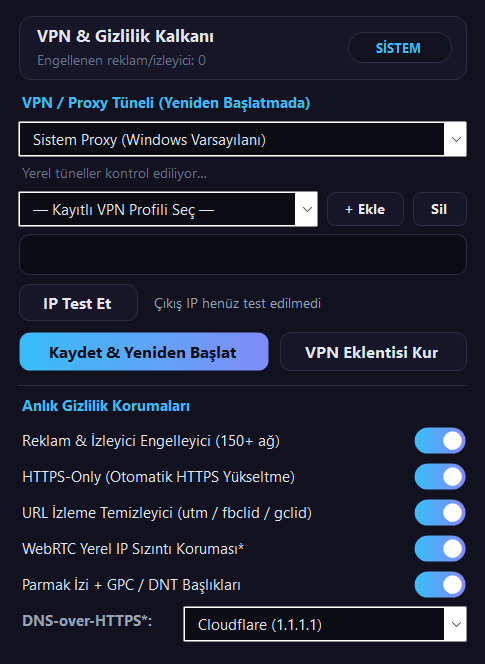 VPN & Gizlilik Kalkanı
Engellenen reklam/izleyici: 0
SİSTEM
VPN / Proxy Tüneli (Yeniden Başlatmada)
Sistem Proxy (Windows Varsayılanı)
Yerel tüneller kontrol ediliyor...
— Kayıtlı VPN Profili Seç —
+ Ekle
Sil
IP Test Et
Çıkış IP henüz test edilmedi
Kaydet & Yeniden Başlat
VPN Eklentisi Kur
Anlık Gizlilik Korumaları
Reklam & İzleyici Engelleyici (150+ ağ)
HTTPS-Only (Otomatik HTTPS Yükseltme)
URL İzleme Temizleyici (utm / fbclid / gclid)
WebRTC Yerel IP Sızıntı Koruması*
Parmak İzi + GPC / DNT Başlıkları
DNS-over-HTTPS*:
Cloudflare (1.1.1.1)